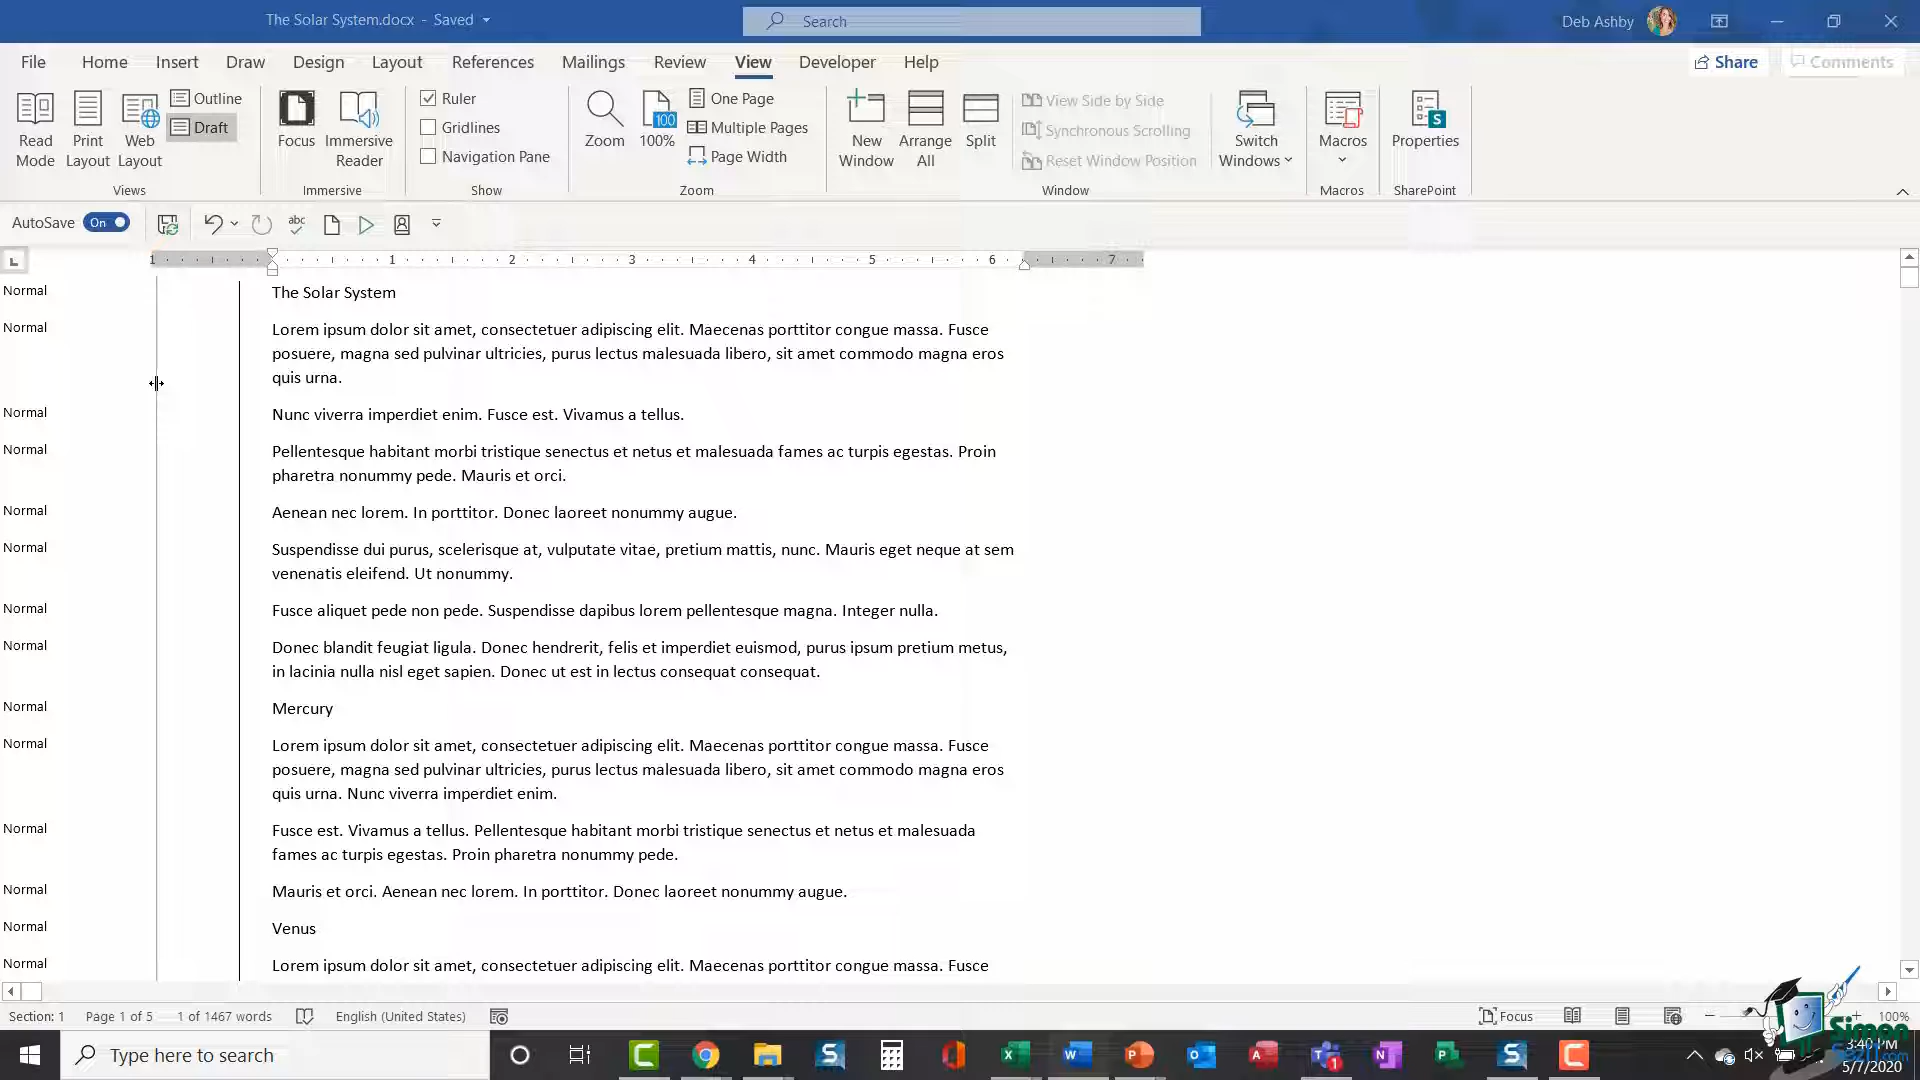 The Solar System.docx - Saved
Search
Deb Ashby
File Home Insert Draw Design Layout References Mailings Review View Developer Help
Share Comments
Read Mode
Print Layout
Web Layout
Outline
Draft
Views
Focus
Immersive Reader
Immersive
Ruler
Gridlines
Navigation Pane
Show
Zoom
100
100%
One Page
Multiple Pages
Page Width
Zoom
New Window
Arrange All
Split
View Side by Side
Synchronous Scrolling
Reset Window Position
Switch Windows
Window
Macros
Macros
Properties
SharePoint
AutoSave On abc
1 1 2 3 4 5 6 7
Normal The Solar System
Normal Lorem ipsum dolor sit amet, consectetuer adipiscing elit. Maecenas porttitor congue massa. Fusce
posuere, magna sed pulvinar ultricies, purus lectus malesuada libero, sit amet commodo magna eros
quis urna.
Normal Nunc viverra imperdiet enim. Fusce est. Vivamus a tellus.
Normal Pellentesque habitant morbi tristique senectus et netus et malesuada fames ac turpis egestas. Proin
pharetra nonummy pede. Mauris et orci.
Normal Aenean nec lorem. In porttitor. Donec laoreet nonummy augue.
Normal Suspendisse dui purus, scelerisque at, vulputate vitae, pretium mattis, nunc. Mauris eget neque at sem
venenatis eleifend. Ut nonummy.
Normal Fusce aliquet pede non pede. Suspendisse dapibus lorem pellentesque magna. Integer nulla.
Normal Donec blandit feugiat ligula. Donec hendrerit, felis et imperdiet euismod, purus ipsum pretium metus,
in lacinia nulla nisl eget sapien. Donec ut est in lectus consequat consequat.
Normal Mercury
Normal Lorem ipsum dolor sit amet, consectetuer adipiscing elit. Maecenas porttitor congue massa. Fusce
posuere, magna sed pulvinar ultricies, purus lectus malesuada libero, sit amet commodo magna eros
quis urna. Nunc viverra imperdiet enim.
Normal Fusce est. Vivamus a tellus. Pellentesque habitant morbi tristique senectus et netus et malesuada
fames ac turpis egestas. Proin pharetra nonummy pede.
Normal Mauris et orci. Aenean nec lorem. In porttitor. Donec laoreet nonummy augue.
Normal Venus
Normal Lorem ipsum dolor sit amet, consectetuer adipiscing elit. Maecenas porttitor congue massa. Fusce
Section: 1 Page 1 of 5 1 of 1467 words English (United States) Focus 100%
Type here to search
3:40 PM
5/7/2020